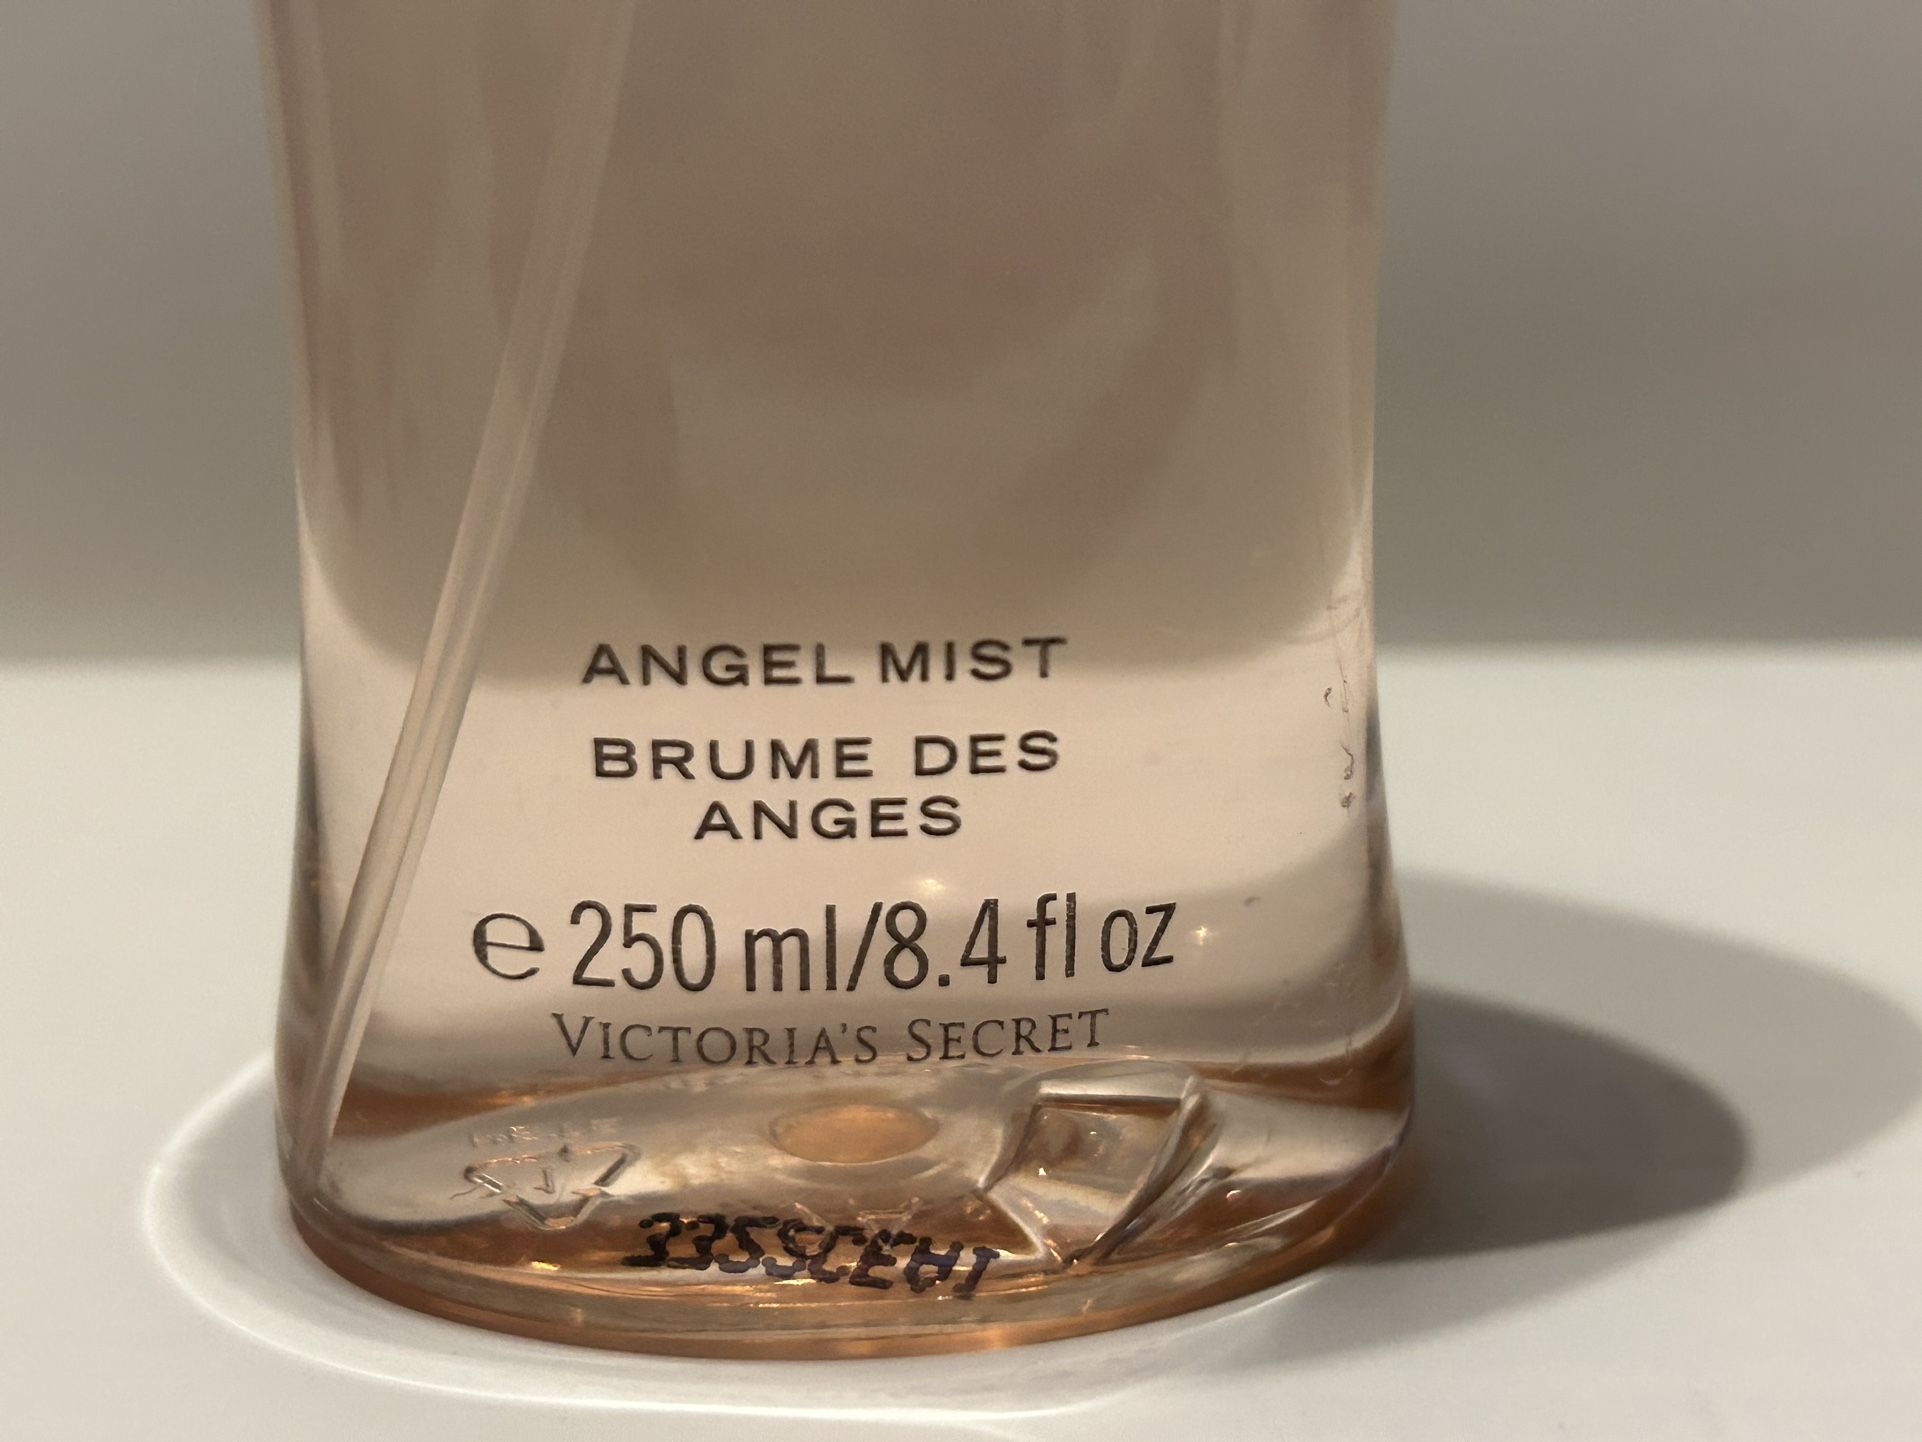 ANGEL MIST
BRUME DES
ANGES
℮ 250 ml/8.4 fl oz
VICTORIA'S SECRET